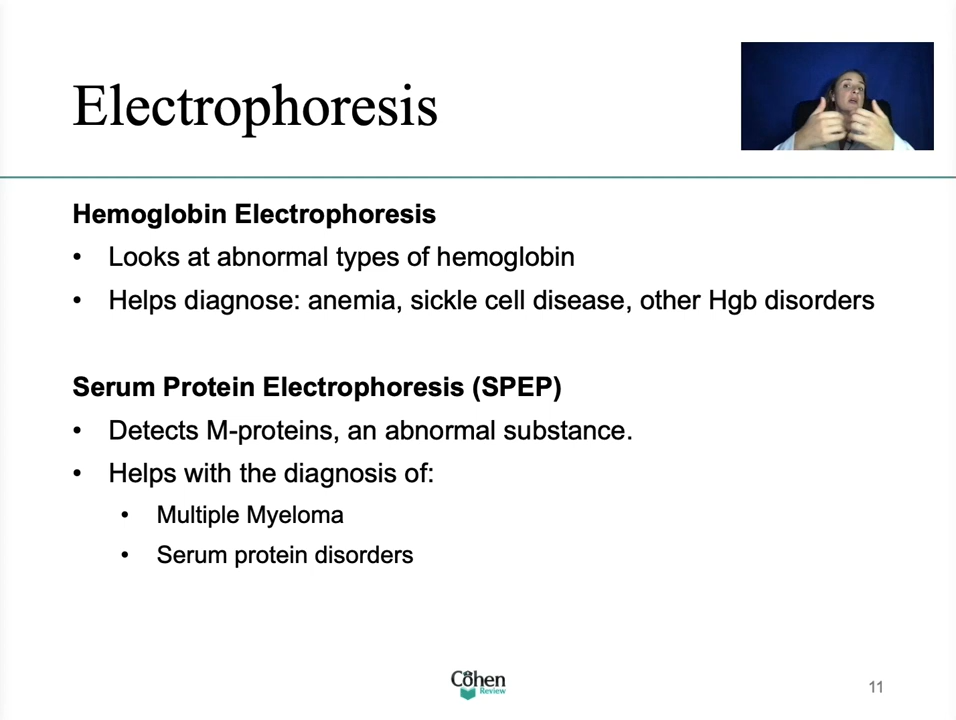 Electrophoresis
Hemoglobin Electrophoresis
• Looks at abnormal types of hemoglobin
• Helps diagnose: anemia, sickle cell disease, other Hgb disorders
Serum Protein Electrophoresis (SPEP)
• Detects M-proteins, an abnormal substance.
• Helps with the diagnosis of:
• Multiple Myeloma
• Serum protein disorders
Cohen
Review
11